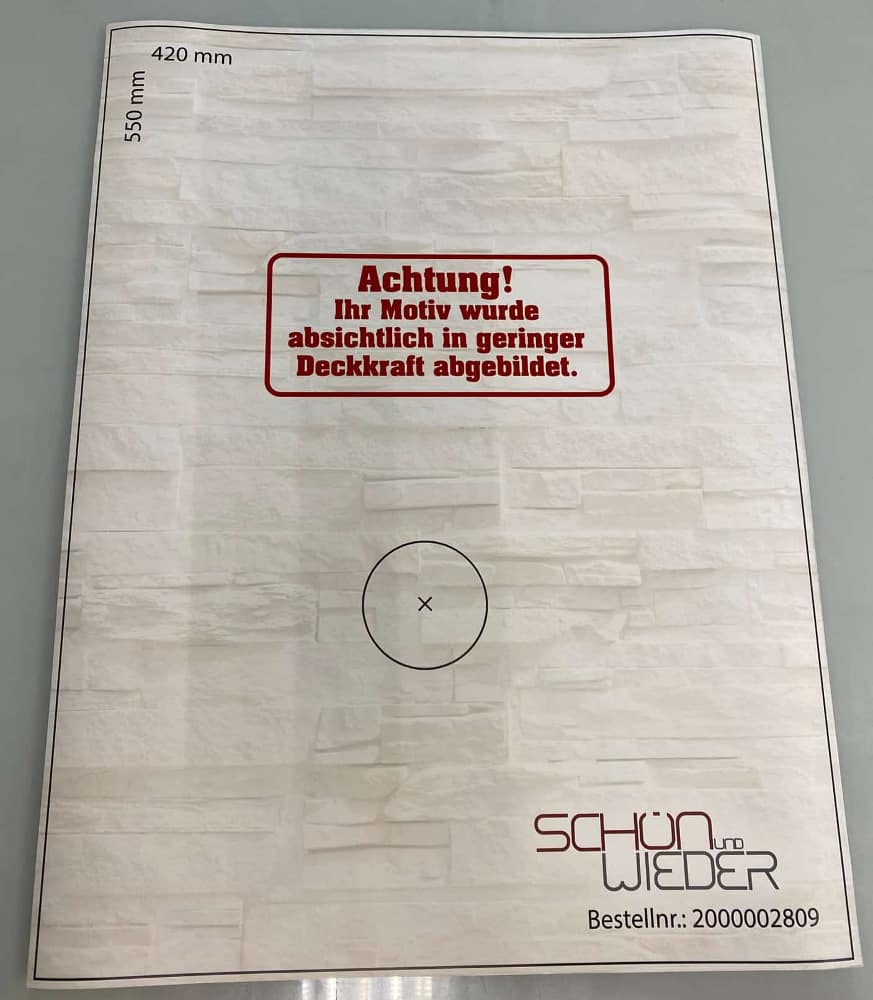 420 mm
550 mm
Achtung!
Ihr Motiv wurde
absichtlich in geringer
Deckkraft abgebildet.
SCHÖN und
WIEDER
Bestellnr.: 2000002809